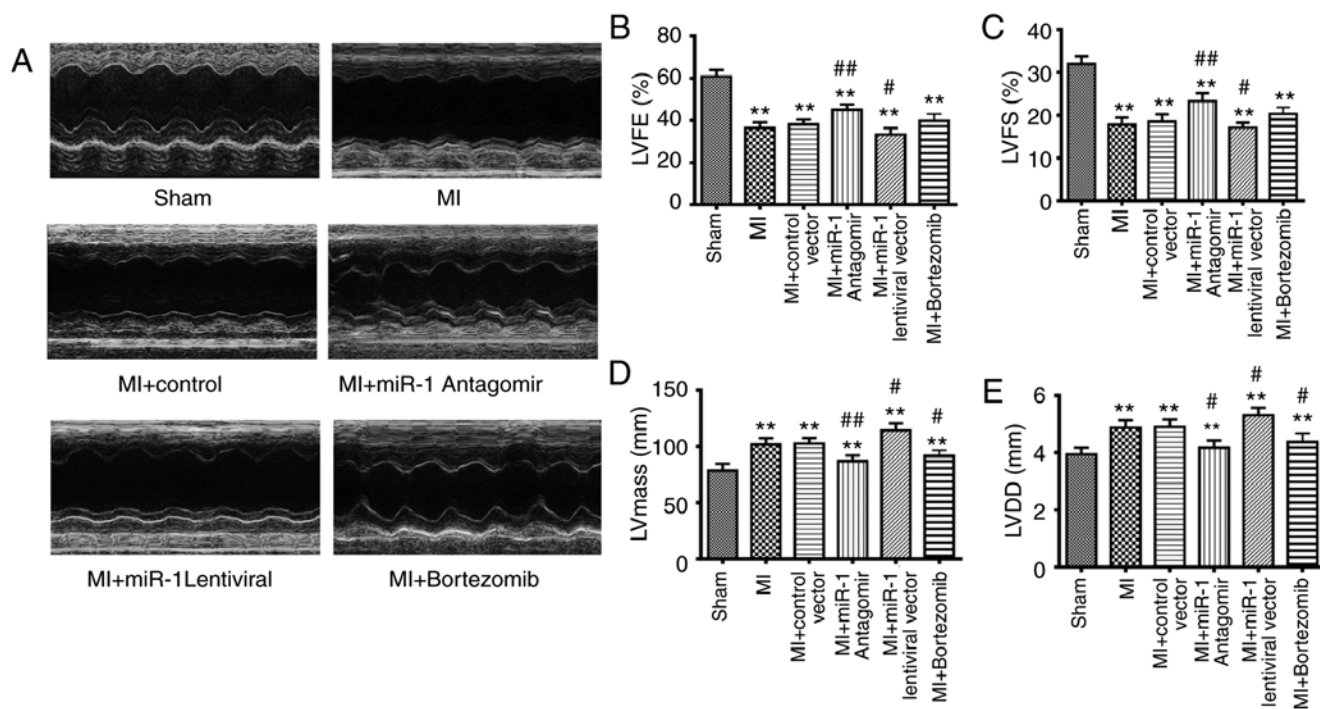 A
Sham
MI
MI+control
MI+miR-1 Antagomir
MI+miR-1Lentiviral
MI+Bortezomib
B
LVFE (%)
80
60
40
20
0
**
**
##
**
#
**
**
Sham
MI
MI+control
vector
MI+miR-1
Antagomir
MI+miR-1
lentiviral vector
MI+Bortezomib
C
LVFS (%)
40
30
20
10
0
**
**
##
**
#
**
**
Sham
MI
MI+control
vector
MI+miR-1
Antagomir
MI+miR-1
lentiviral vector
MI+Bortezomib
D
LVmass (mm)
150
100
50
0
**
**
##
**
#
**
#
**
Sham
MI
MI+control
vector
MI+miR-1
Antagomir
MI+miR-1
lentiviral vector
MI+Bortezomib
E
LVDD (mm)
6
4
2
0
**
**
#
**
#
**
#
**
Sham
MI
MI+control
vector
MI+miR-1
Antagomir
MI+miR-1
lentiviral vector
MI+Bortezomib